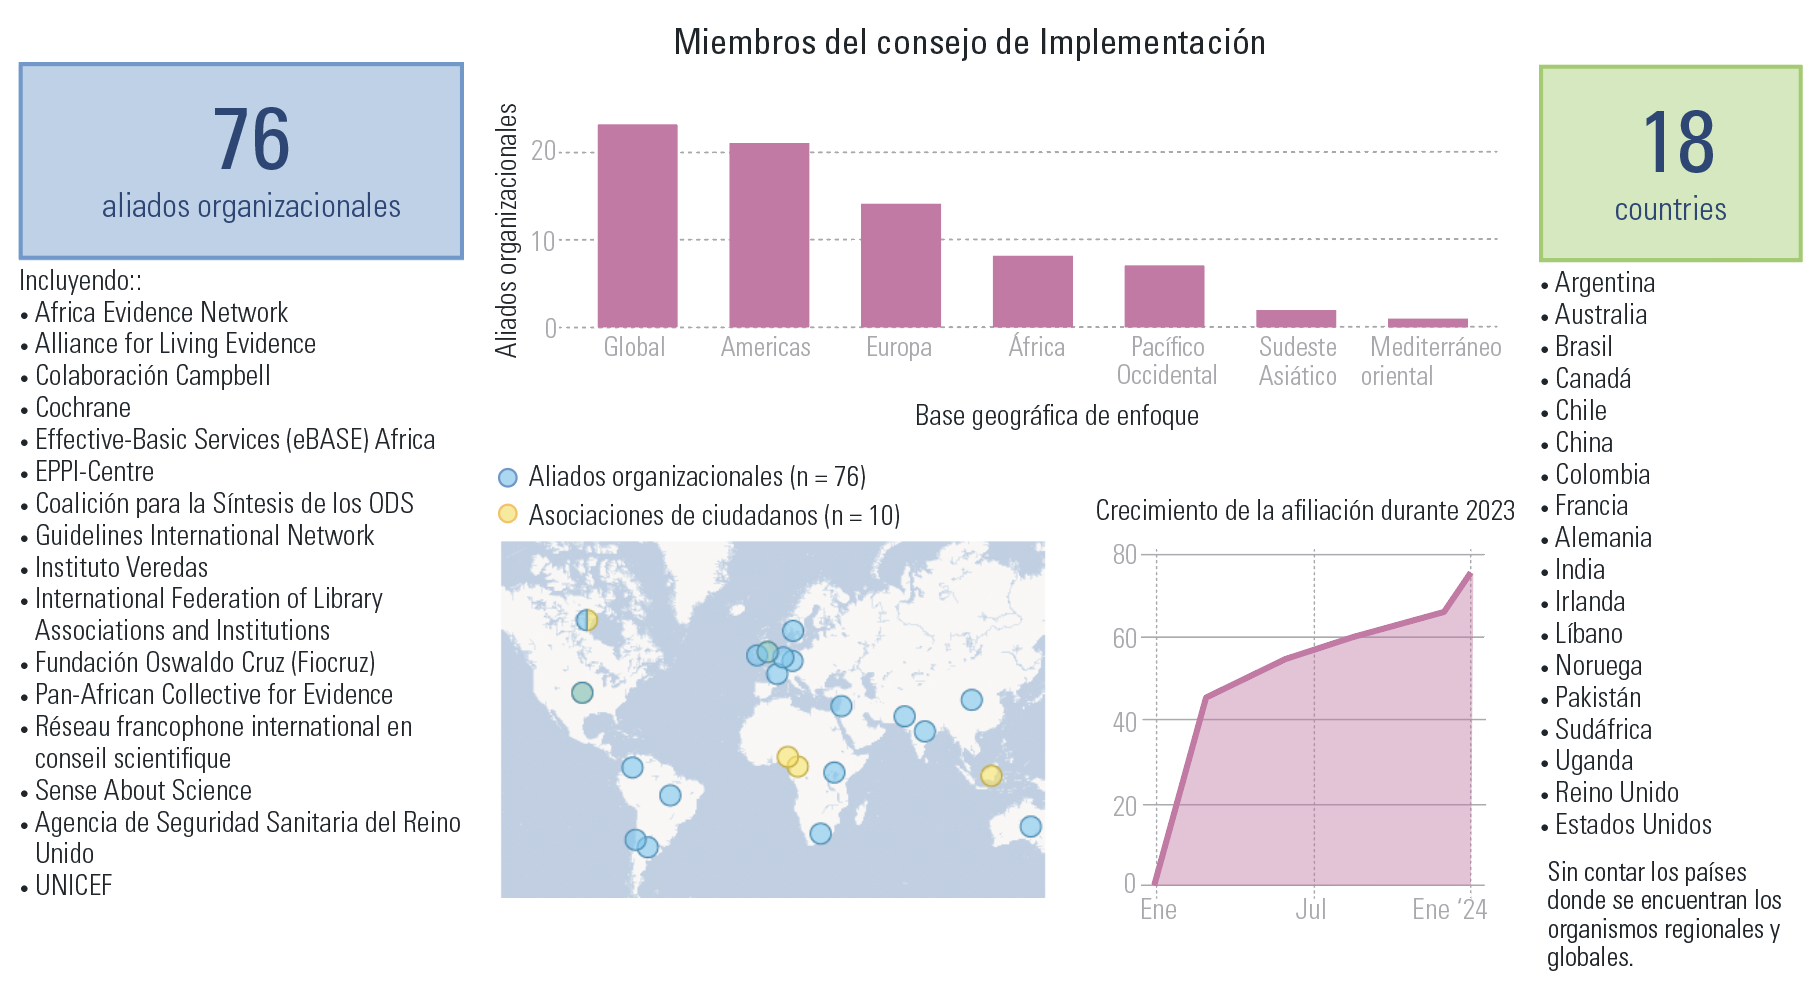 Miembros del consejo de Implementación
76
aliados organizacionales
Incluyendo::
• Africa Evidence Network
• Alliance for Living Evidence
• Colaboración Campbell
• Cochrane
• Effective-Basic Services (eBASE) Africa
• EPPI-Centre
• Coalición para la Síntesis de los ODS
• Guidelines International Network
• Instituto Veredas
• International Federation of Library
Associations and Institutions
• Fundación Oswaldo Cruz (Fiocruz)
• Pan-African Collective for Evidence
• Réseau francophone international en
conseil scientifique
• Sense About Science
• Agencia de Seguridad Sanitaria del Reino
Unido
• UNICEF
Aliados organizacionales
20
10
0
Global
Americas
Europa
África
Pacífico
Occidental
Sudeste
Asiático
Mediterráneo
oriental
Base geográfica de enfoque
Aliados organizacionales (n = 76)
Asociaciones de ciudadanos (n = 10)
Crecimiento de la afiliación durante 2023
80
60
40
20
0
Ene
Jul
Ene ‘24
18
countries
• Argentina
• Australia
• Brasil
• Canadá
• Chile
• China
• Colombia
• Francia
• Alemania
• India
• Irlanda
• Líbano
• Noruega
• Pakistán
• Sudáfrica
• Uganda
• Reino Unido
• Estados Unidos
Sin contar los países
donde se encuentran los
organismos regionales y
globales.